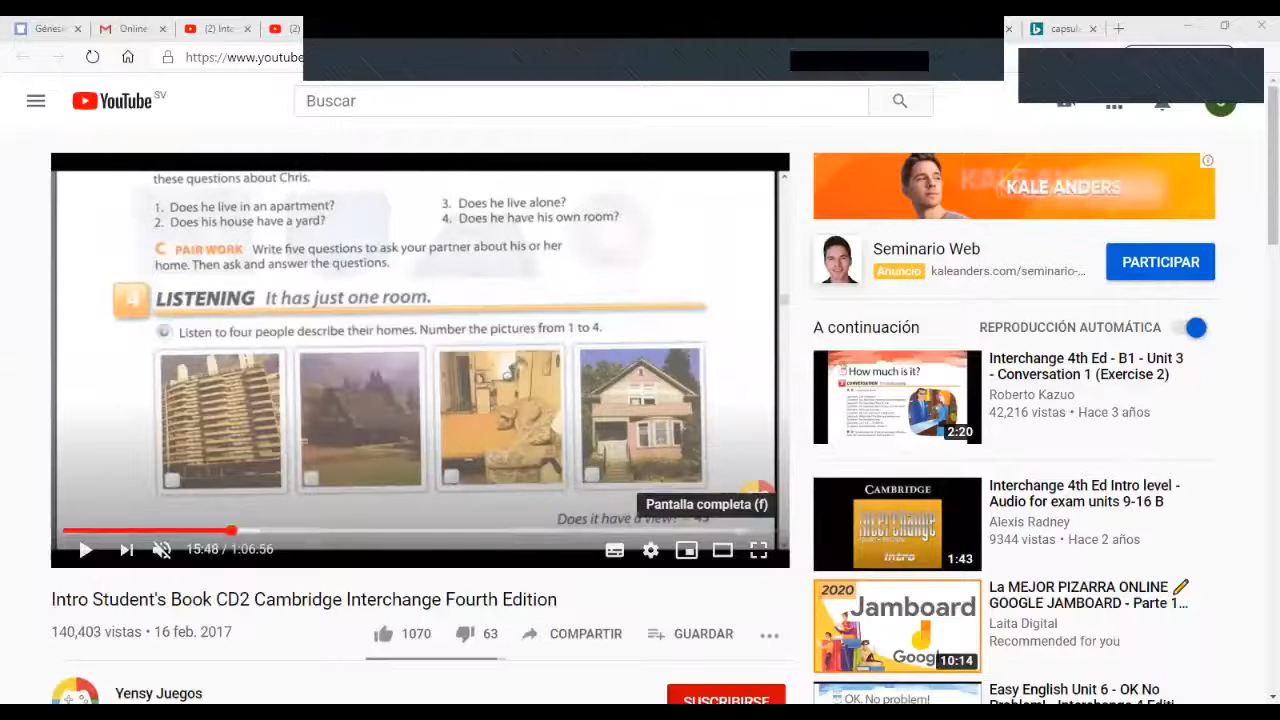 Génesi
Online
(2) Inte
(2)
capsule
https://www.youtube
YouTube SV
Buscar
these questions about Chris.
1. Does he live in an apartment?
2. Does his house have a yard?
3. Does he live alone?
4. Does he have his own room?
C PAIR WORK Write five questions to ask your partner about his or her
home. Then ask and answer the questions.
4 LISTENING It has just one room.
Listen to four people describe their homes. Number the pictures from 1 to 4.
Pantalla completa (f)
Does it have a view?
15:48 / 1:06:56
Intro Student's Book CD2 Cambridge Interchange Fourth Edition
140,403 vistas • 16 feb. 2017
1070
63
COMPARTIR
GUARDAR
Yensy Juegos
SUSCRIBIRSE
KALE ANDERS
Seminario Web
Anuncio kaleanders.com/seminario-...
PARTICIPAR
A continuación
REPRODUCCIÓN AUTOMÁTICA
How much is it?
CONVERSATION
2:20
Interchange 4th Ed - B1 - Unit 3
- Conversation 1 (Exercise 2)
Roberto Kazuo
vistas • Hace 3 años
CAMBRIDGE
Interchange
Intro
1:43
Interchange 4th Ed Intro level -
Audio for exam units 9-16 B
Alexis Radney
9344 vistas • Hace 2 años
2020
Jamboard
Goog
10:14
La MEJOR PIZARRA ONLINE
GOOGLE JAMBOARD - Parte 1...
Laita Digital
Recommended for you
OK. No problem!
Easy English Unit 6 - OK No
Problem! - Interchange 4 Editi